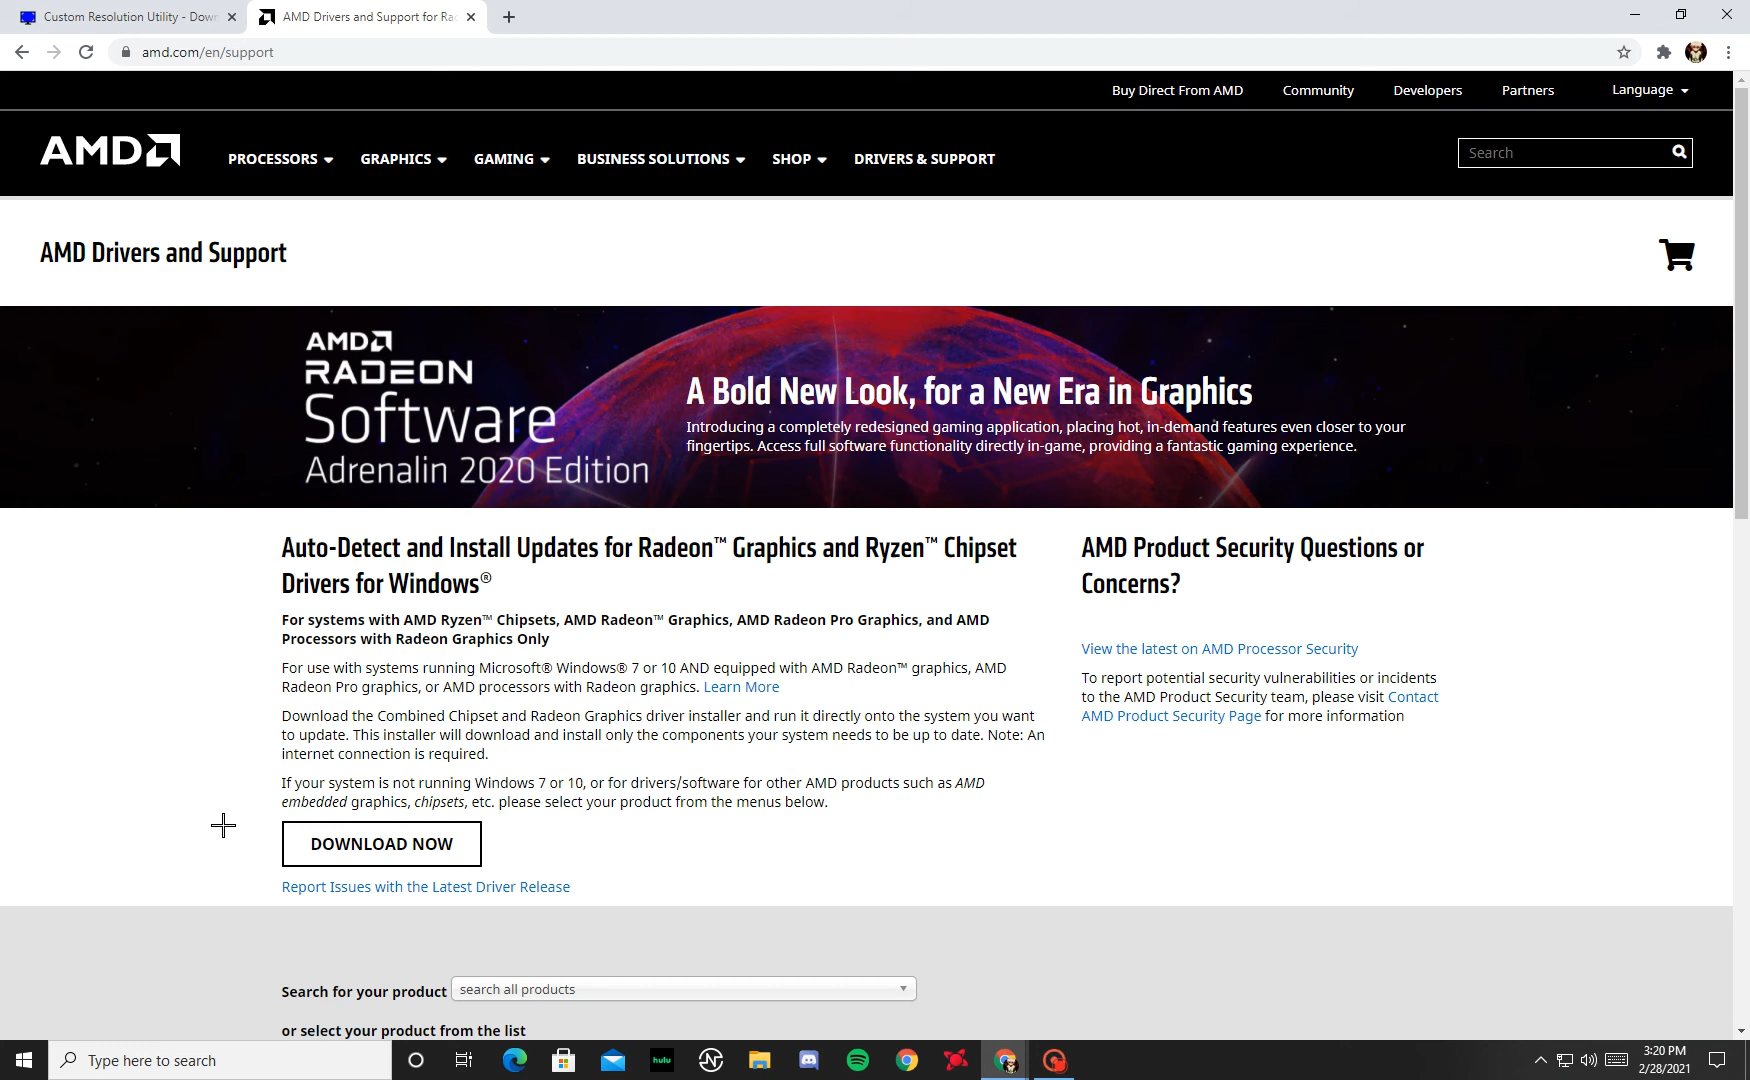 Custom Resolution Utility - Dow
AMD Drivers and Support for Ra
amd.com/en/support
Buy Direct From AMD Community Developers Partners Language
AMD PROCESSORS GRAPHICS GAMING BUSINESS SOLUTIONS SHOP DRIVERS & SUPPORT Search
AMD Drivers and Support
AMD
RADEON
Software
Adrenalin 2020 Edition
A Bold New Look, for a New Era in Graphics
Introducing a completely redesigned gaming application, placing hot, in-demand features even closer to your
fingertips. Access full software functionality directly in-game, providing a fantastic gaming experience.
Auto-Detect and Install Updates for Radeon™ Graphics and Ryzen™ Chipset
Drivers for Windows®
For systems with AMD Ryzen™ Chipsets, AMD Radeon™ Graphics, AMD Radeon Pro Graphics, and AMD
Processors with Radeon Graphics Only
For use with systems running Microsoft® Windows® 7 or 10 AND equipped with AMD Radeon™ graphics, AMD
Radeon Pro graphics, or AMD processors with Radeon graphics. Learn More
Download the Combined Chipset and Radeon Graphics driver installer and run it directly onto the system you want
to update. This installer will download and install only the components your system needs to be up to date. Note: An
internet connection is required.
If your system is not running Windows 7 or 10, or for drivers/software for other AMD products such as AMD
embedded graphics, chipsets, etc. please select your product from the menus below.
DOWNLOAD NOW
Report Issues with the Latest Driver Release
AMD Product Security Questions or
Concerns?
View the latest on AMD Processor Security
To report potential security vulnerabilities or incidents
to the AMD Product Security team, please visit Contact
AMD Product Security Page for more information
Search for your product search all products
or select your product from the list
Type here to search
hulu
3:20 PM
2/28/2021